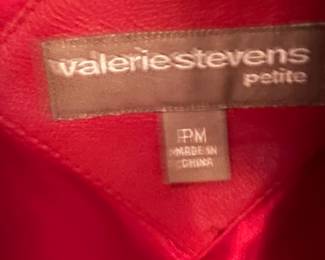 valeriestevens
petite
PM
MADE IN
CHINA